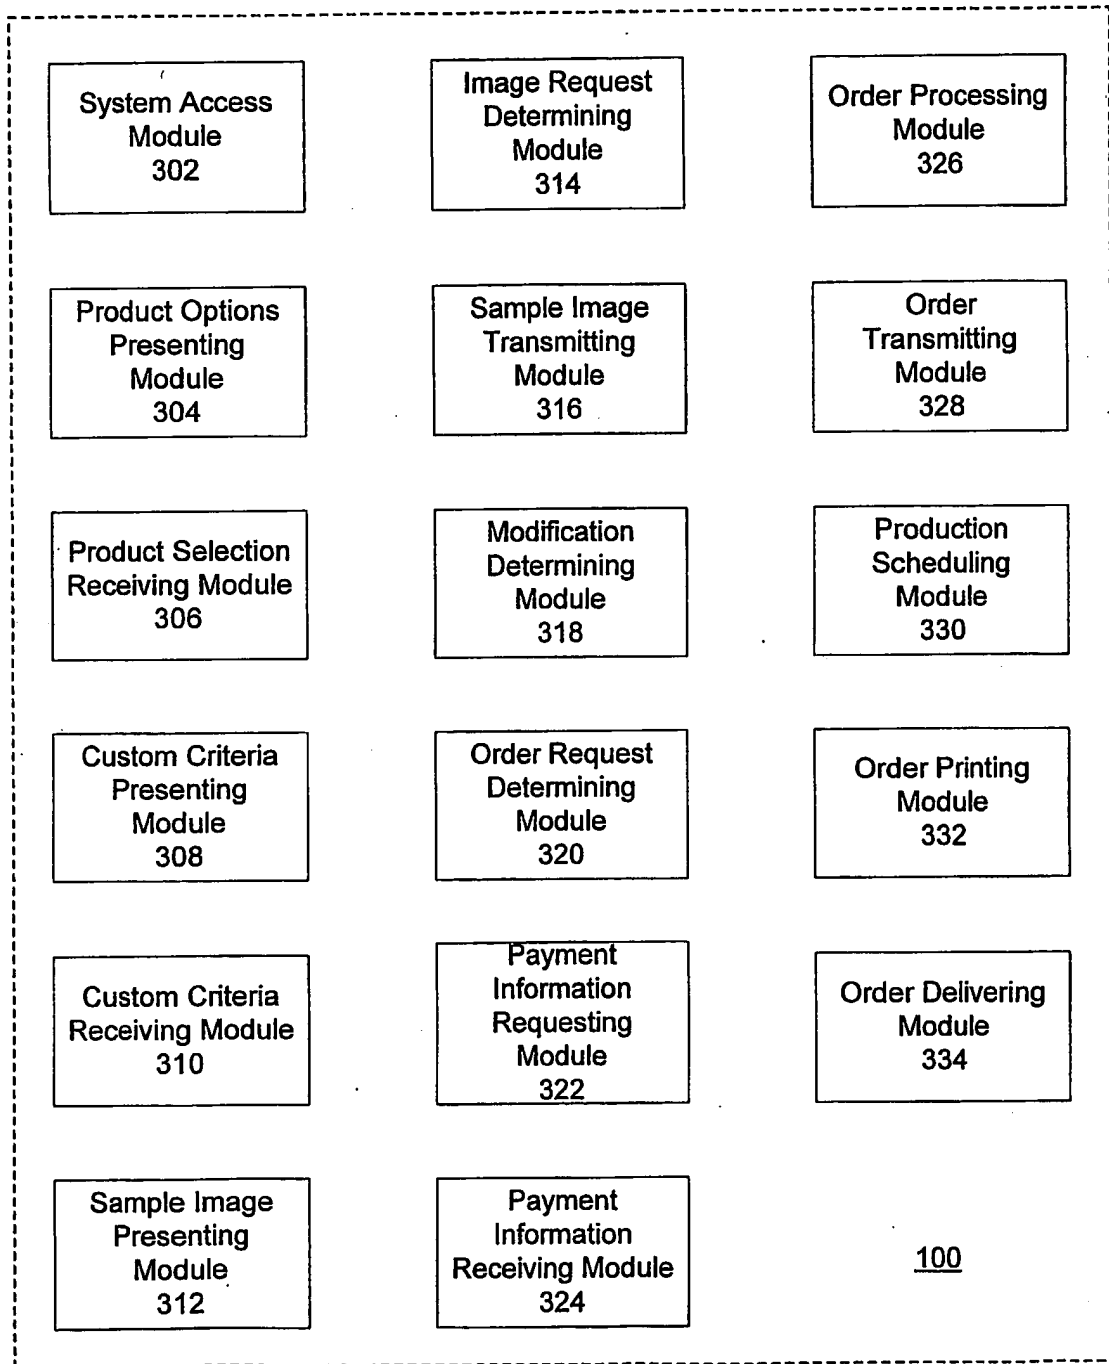 System Access
Module
302
Product Options
Presenting
Module
304
Product Selection
Receiving Module
306
Custom Criteria
Presenting
Module
308
Custom Criteria
Receiving Module
310
Sample Image
Presenting
Module
312
Image Request
Determining
Module
314
Sample Image
Transmitting
Module
316
Modification
Determining
Module
318
Order Request
Determining
Module
320
Payment
Information
Requesting
Module
322
Payment
Information
Receiving Module
324
Order Processing
Module
326
Order
Transmitting
Module
328
Production
Scheduling
Module
330
Order Printing
Module
332
Order Delivering
Module
334
100